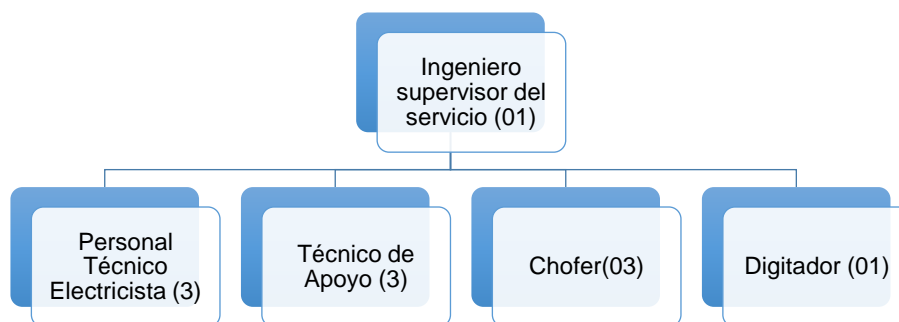 Ingeniero
supervisor del
servicio (01)
Personal
Técnico
Electricista (3)
Técnico de
Apoyo (3)
Chofer(03)
Digitador (01)